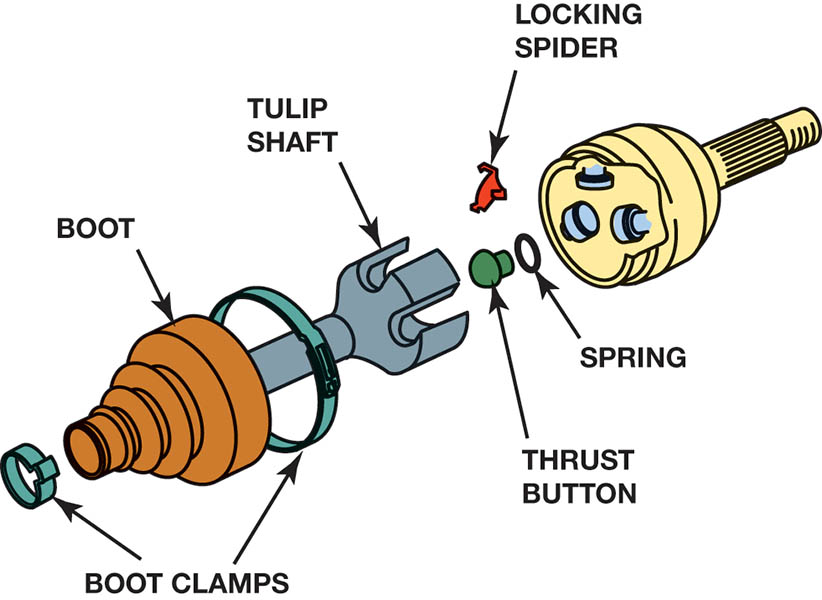 LOCKING
SPIDER
TULIP
SHAFT
BOOT
SPRING
THRUST
BUTTON
BOOT CLAMPS